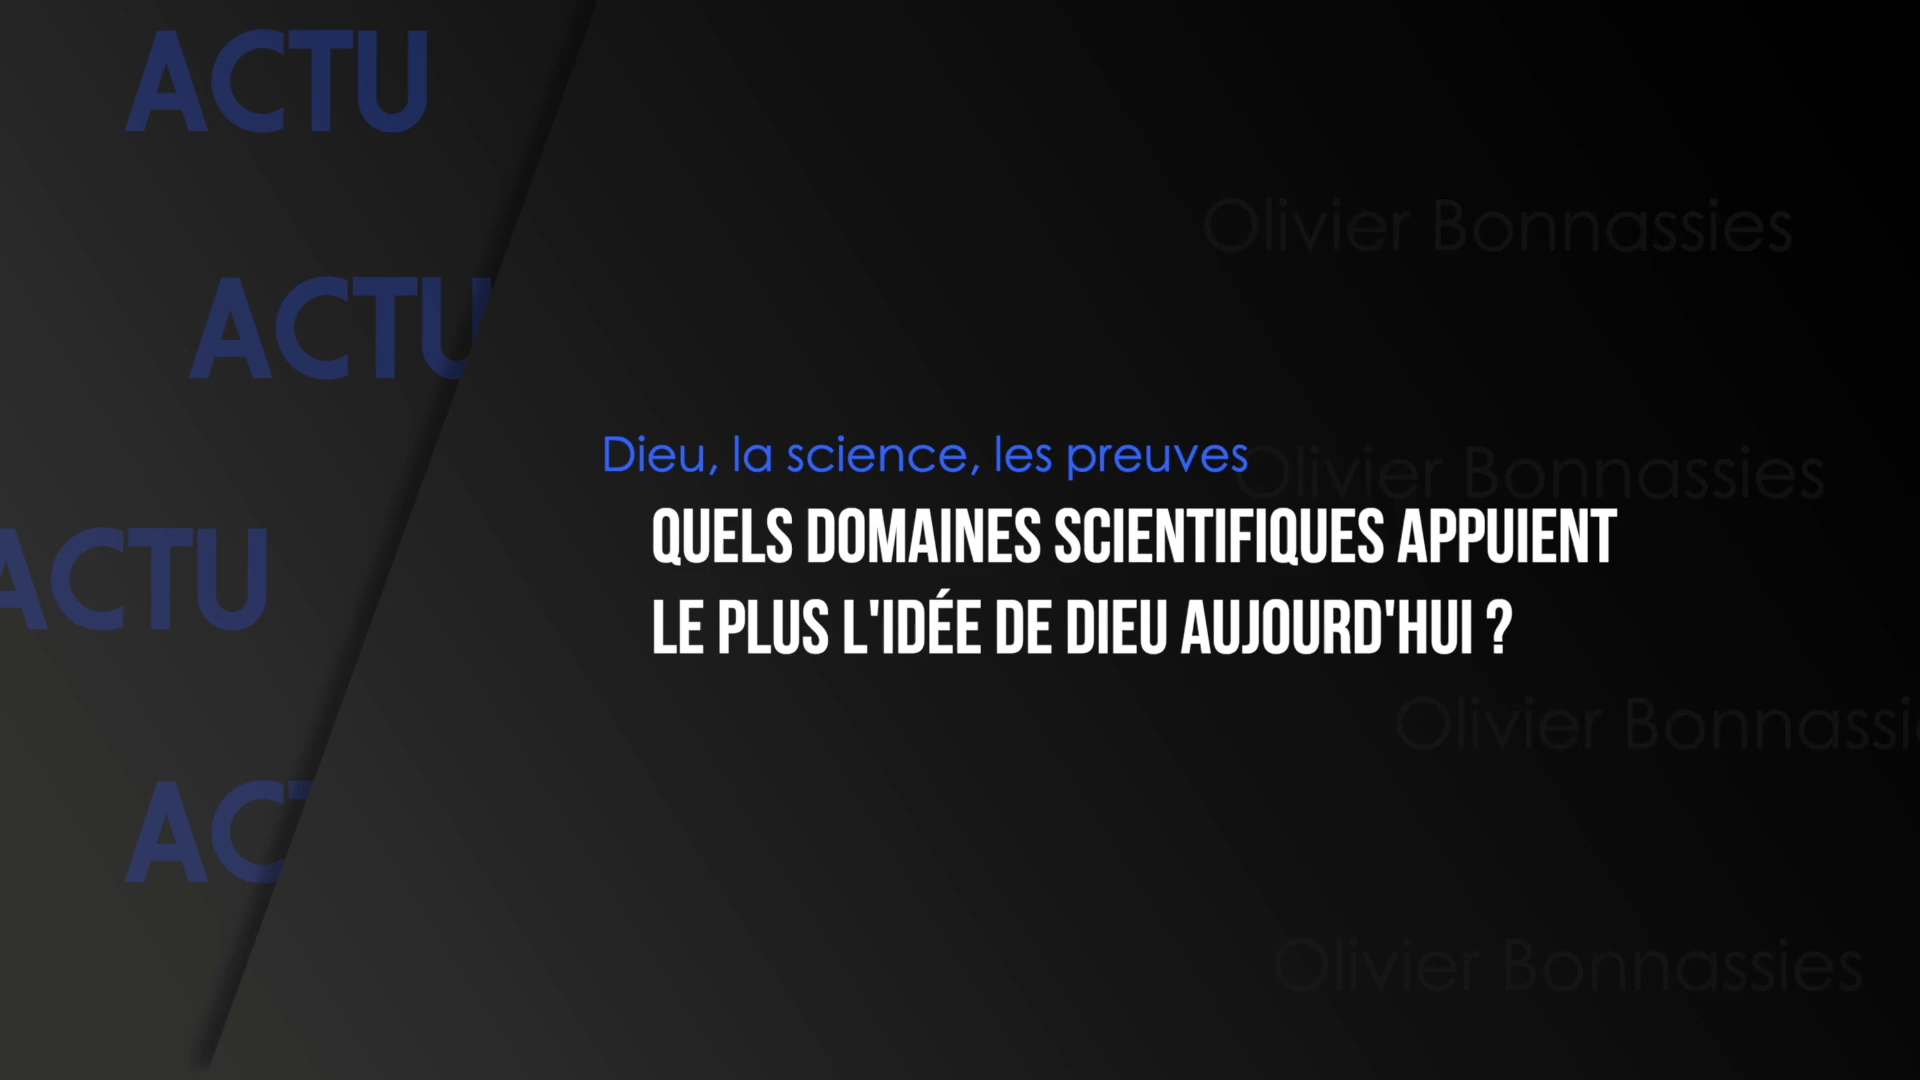 ACTU
Olivier Bonnassies
ACTU
Dieu, la science, les preuves
Olivier Bonnassies
QUELS DOMAINES SCIENTIFIQUES APPUIENT
LE PLUS L'IDÉE DE DIEU AUJOURD'HUI ?
ACTU
Olivier Bonnassi
AC
Olivier Bonnassies